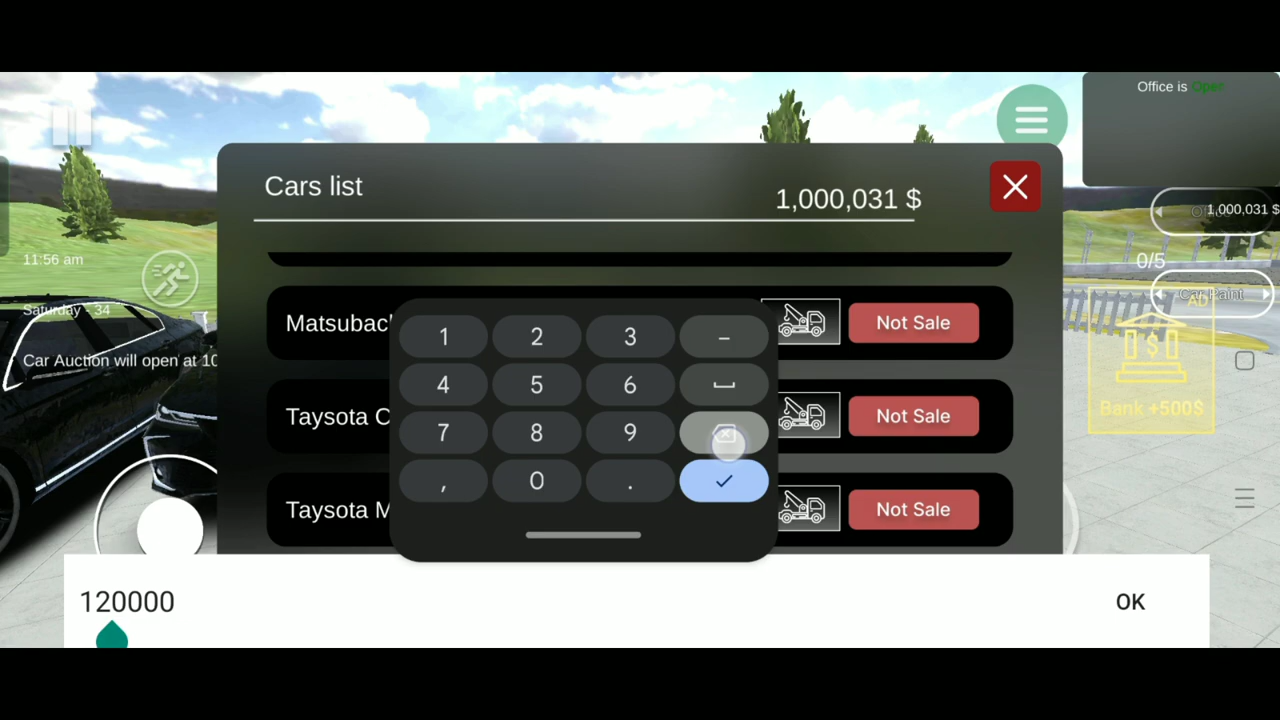 Office is Open
Cars list
1,000,031 $
1,000,031 $
11:56 am
0/5
Saturday - 34
Car Paint
AD
Car Auction will open at 10
Bank +500$
Matsubac
Not Sale
Taysota C
Not Sale
Taysota M
Not Sale
1 2 3 –
4 5 6
7 8 9
, 0 .
120000
OK